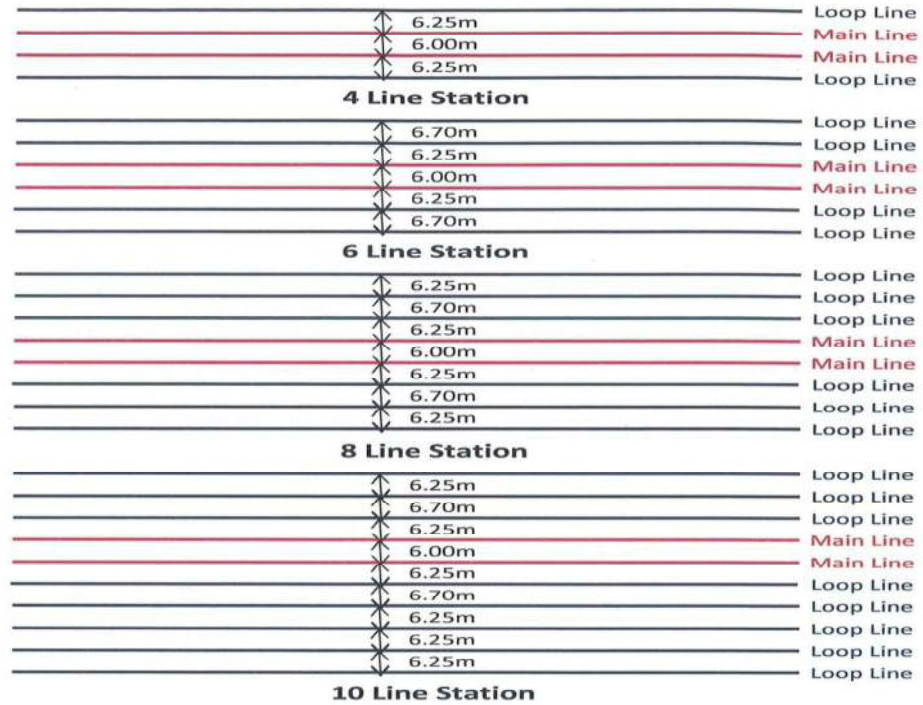 Loop Line
6.25m
Main Line
6.00m
Main Line
6.25m
Loop Line
4 Line Station
Loop Line
6.70m
Loop Line
6.25m
Main Line
6.00m
Main Line
6.25m
Loop Line
6.70m
Loop Line
6 Line Station
Loop Line
6.25m
Loop Line
6.70m
Loop Line
6.25m
Main Line
6.00m
Main Line
6.25m
Loop Line
6.70m
Loop Line
6.25m
Loop Line
8 Line Station
Loop Line
6.25m
Loop Line
6.70m
Loop Line
6.25m
Main Line
6.00m
Main Line
6.25m
Loop Line
6.70m
Loop Line
6.25m
Loop Line
6.25m
Loop Line
6.25m
Loop Line
10 Line Station